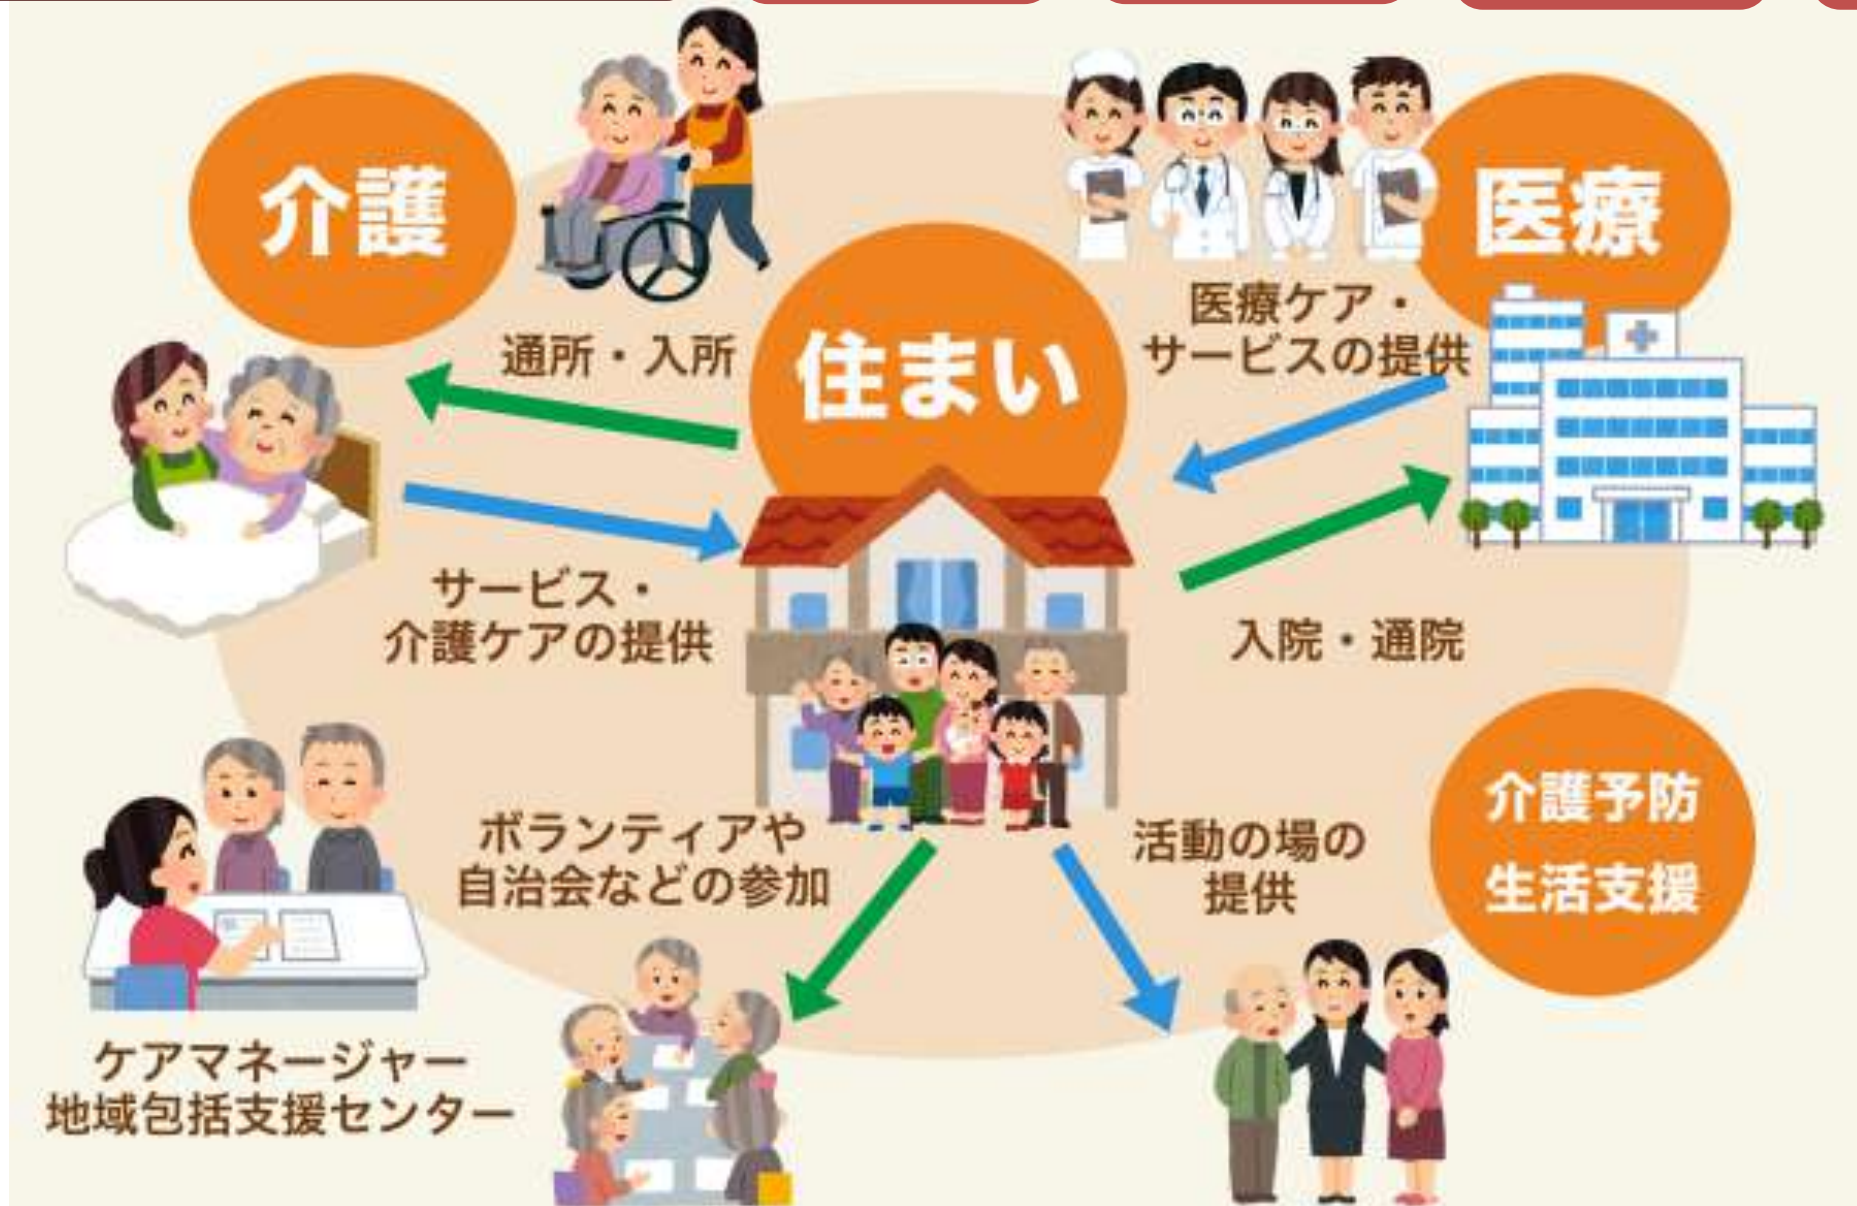 介護
医療
住まい
通所・入所
医療ケア・
サービスの提供
サービス・
介護ケアの提供
入院・通院
介護予防
生活支援
ボランティアや
自治会などの参加
活動の場の
提供
ケアマネージャー
地域包括支援センター